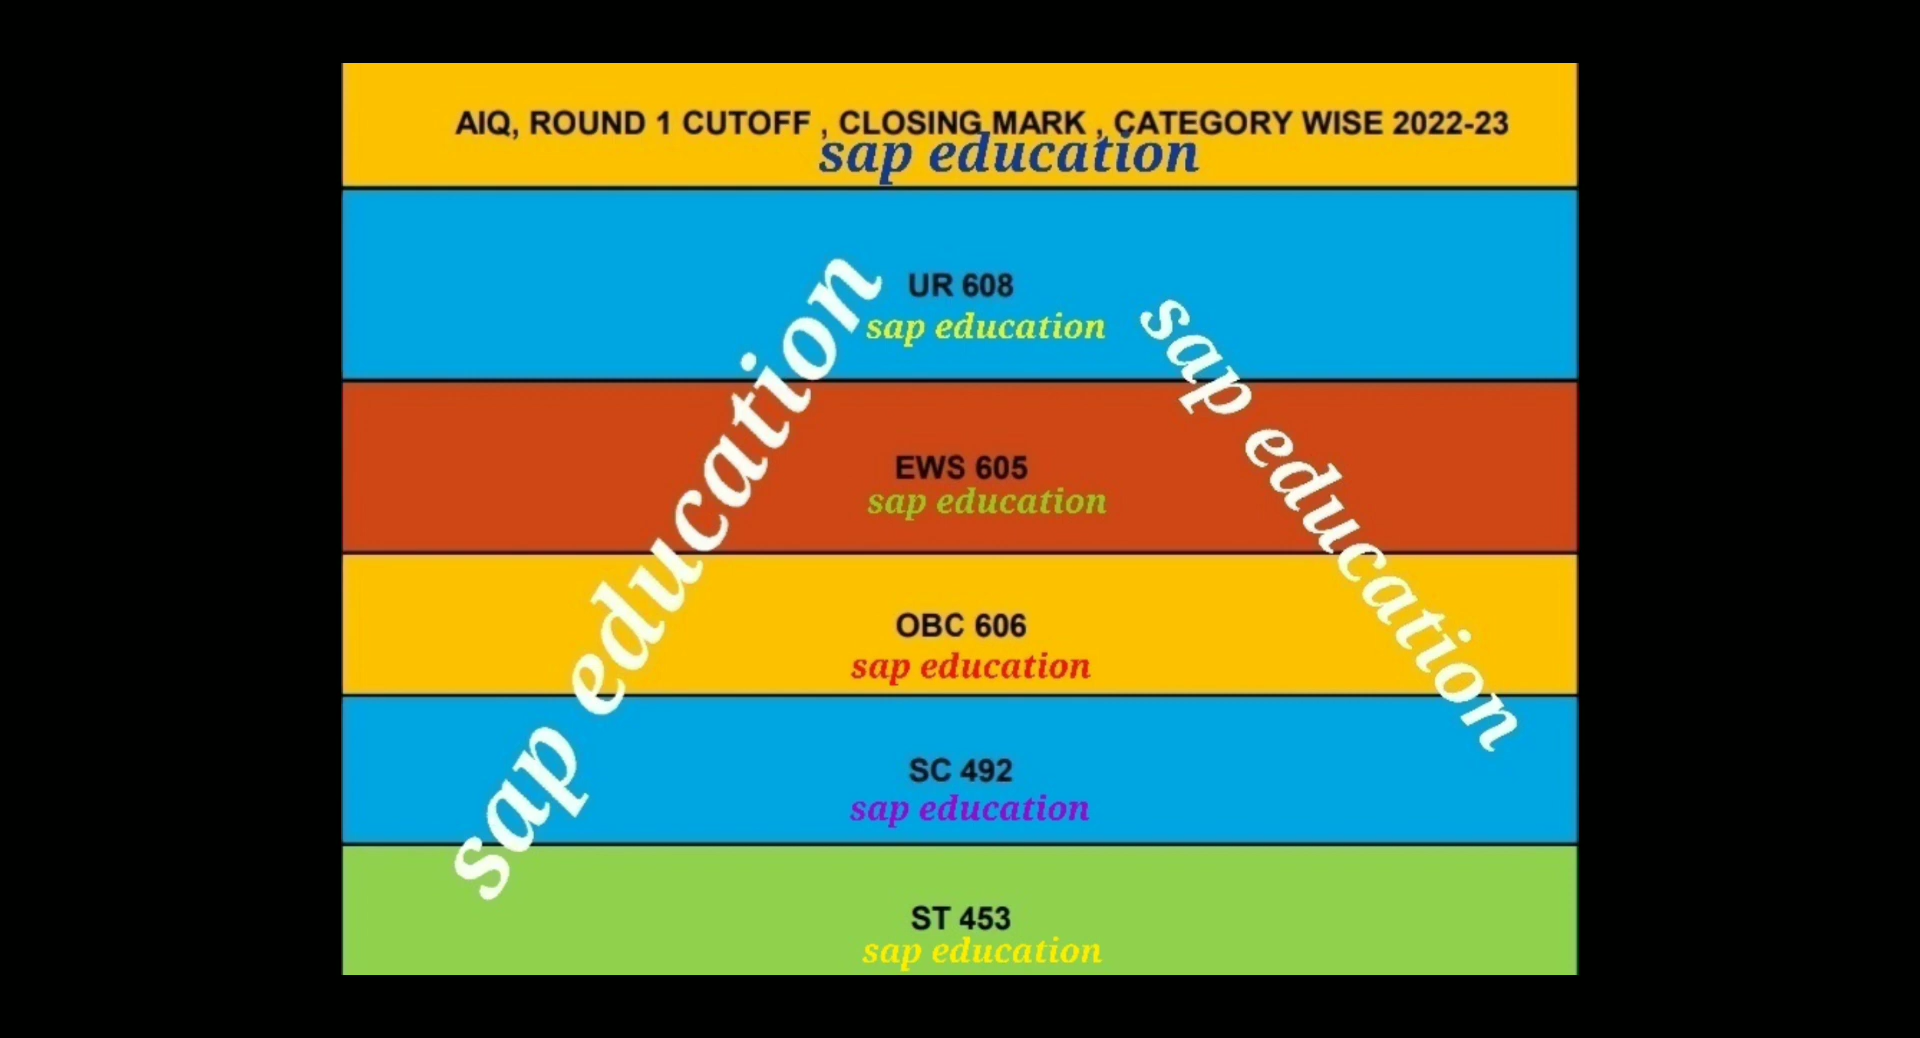 AIQ, ROUND 1 CUTOFF , CLOSING MARK , CATEGORY WISE 2022-23
sap education
UR 608
sap education
sap education
sap education
EWS 605
sap education
OBC 606
sap education
SC 492
sap education
ST 453
sap education